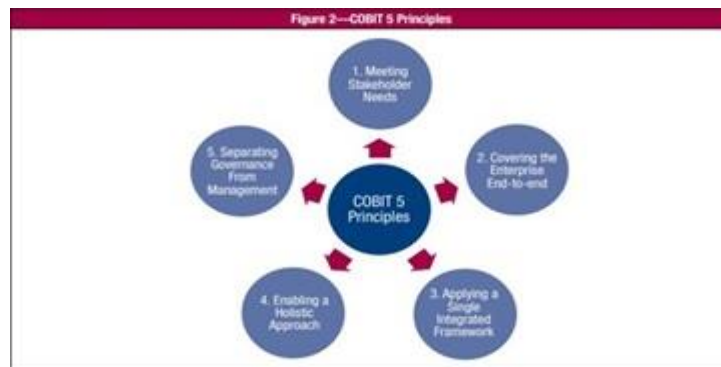 Figure 2—COBIT 5 Principles
1. Meeting
Stakeholder
Needs
5. Separating
Governance
From
Management
2. Covering the
Enterprise
End-to-end
COBIT 5
Principles
4. Enabling a
Holistic
Approach
3. Applying a
Single
Integrated
Framework